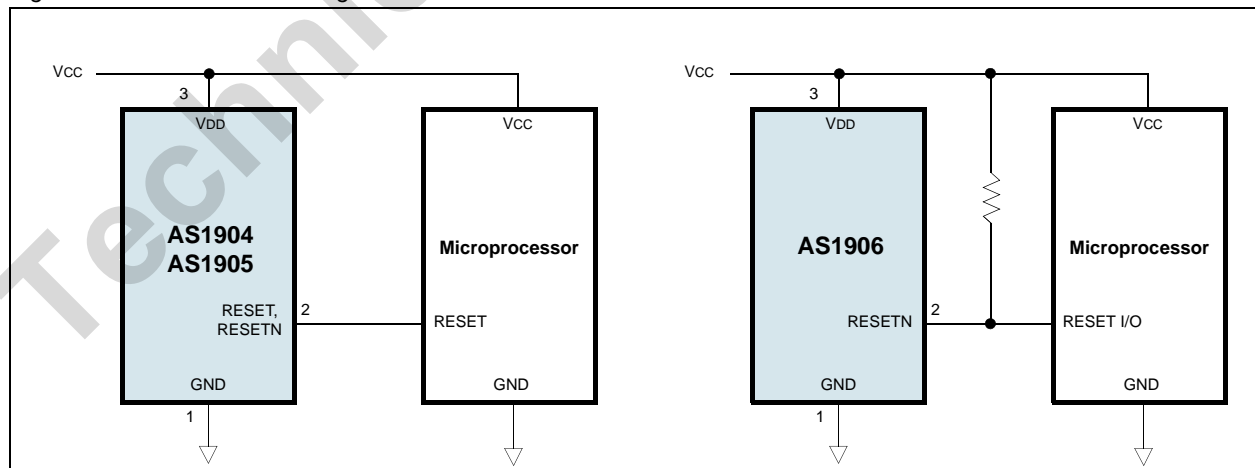 Vcc
3
VDD
AS1904
AS1905
RESET,
RESETN
2
GND
1
Vcc
Microprocessor
RESET
GND
Vcc
3
VDD
AS1906
RESETN
2
GND
1
Vcc
Microprocessor
RESET I/O
GND